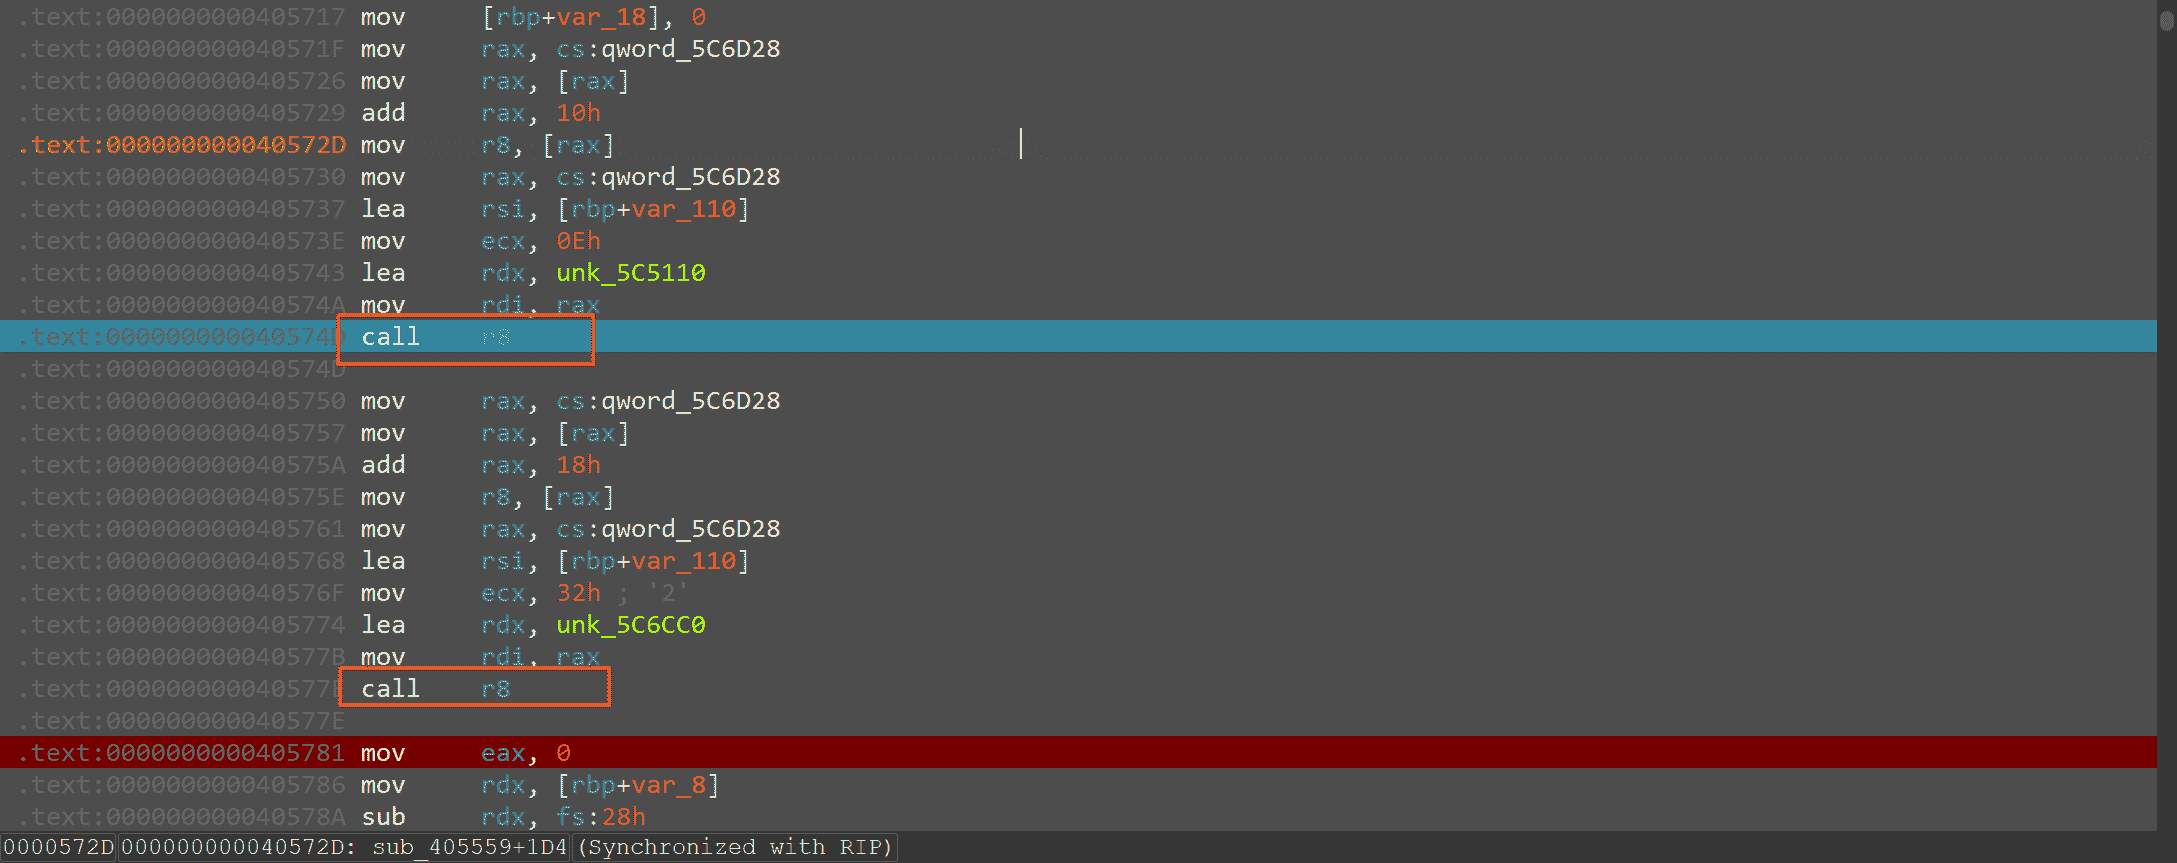 .text:0000000000405717 mov [rbp+var_18], 0
.text:000000000040571F mov rax, cs:qword_5C6D28
.text:0000000000405726 mov rax, [rax]
.text:0000000000405729 add rax, 10h
.text:000000000040572D mov r8, [rax]
.text:0000000000405730 mov rax, cs:qword_5C6D28
.text:0000000000405737 lea rsi, [rbp+var_110]
.text:000000000040573E mov ecx, 0Eh
.text:0000000000405743 lea rdx, unk_5C5110
.text:000000000040574A mov rdi, rax
.text:000000000040574D call r8
.text:000000000040574D
.text:0000000000405750 mov rax, cs:qword_5C6D28
.text:0000000000405757 mov rax, [rax]
.text:000000000040575A add rax, 18h
.text:000000000040575E mov r8, [rax]
.text:0000000000405761 mov rax, cs:qword_5C6D28
.text:0000000000405768 lea rsi, [rbp+var_110]
.text:000000000040576F mov ecx, 32h ; '2'
.text:0000000000405774 lea rdx, unk_5C6CC0
.text:000000000040577B mov rdi, rax
.text:000000000040577E call r8
.text:000000000040577E
.text:0000000000405781 mov eax, 0
.text:0000000000405786 mov rdx, [rbp+var_8]
.text:000000000040578A sub rdx, fs:28h
0000572D 000000000040572D: sub_405559+1D4 (Synchronized with RIP)